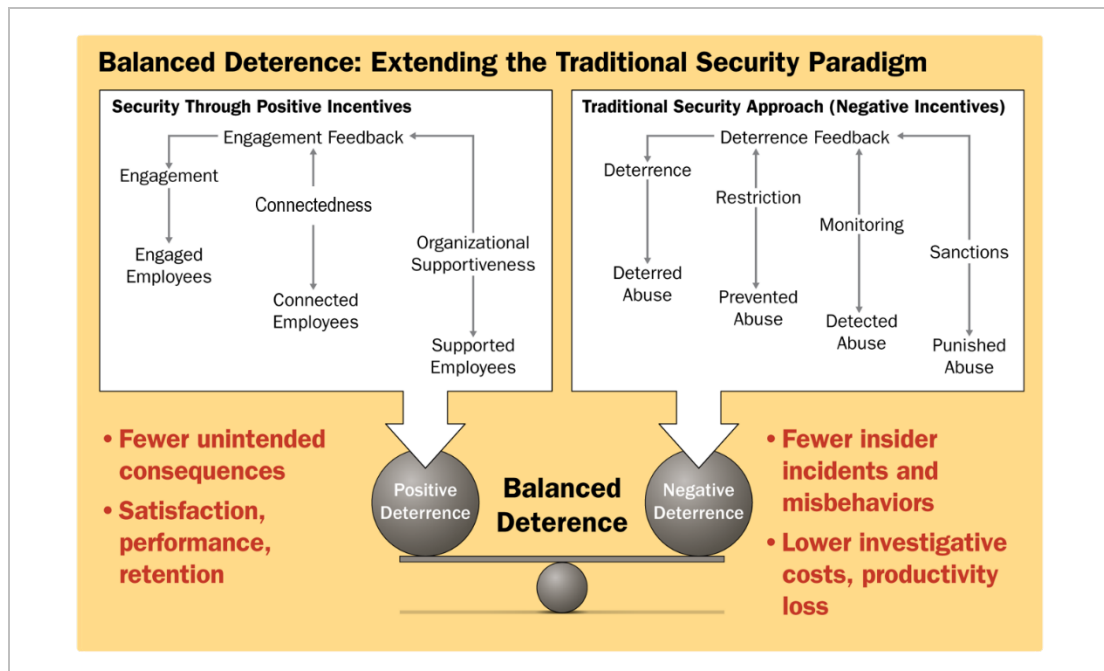 Balanced Deterence: Extending the Traditional Security Paradigm
Security Through Positive Incentives
Engagement Feedback
Engagement
Connectedness
Organizational
Supportiveness
Engaged
Employees
Connected
Employees
Supported
Employees
Traditional Security Approach (Negative Incentives)
Deterrence Feedback
Deterrence
Restriction
Monitoring
Sanctions
Deterred
Abuse
Prevented
Abuse
Detected
Abuse
Punished
Abuse
• Fewer unintended
consequences
• Satisfaction,
performance,
retention
Positive
Deterrence
Balanced
Deterence
Negative
Deterrence
• Fewer insider
incidents and
misbehaviors
• Lower investigative
costs, productivity
loss